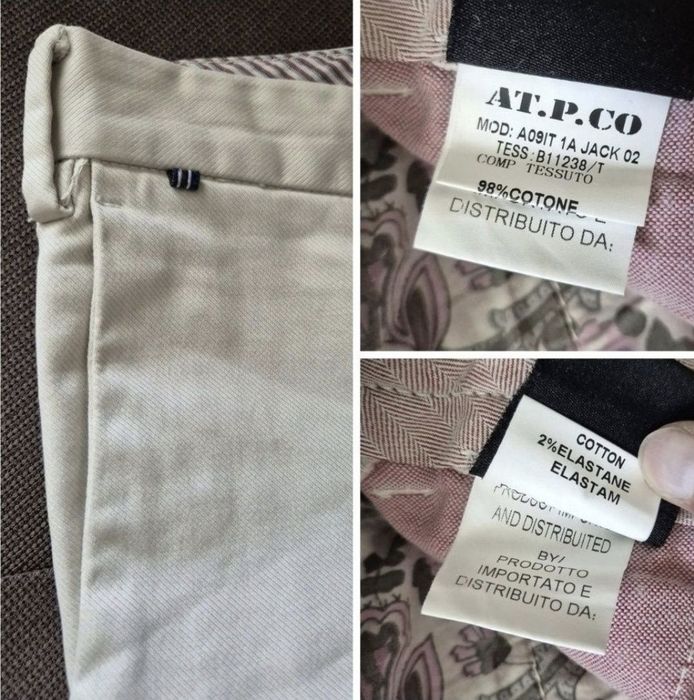 AT.P.CO
MOD: A09IT 1A JACK 02
TESS:B11238/T
COMP TESSUTO
98%COTONE
DISTRIBUITO DA:
COTTON
2%ELASTANE
ELASTAM
AND DISTRIBUITED
BY/
PRODOTTO
IMPORTATO E
DISTRIBUITO DA: